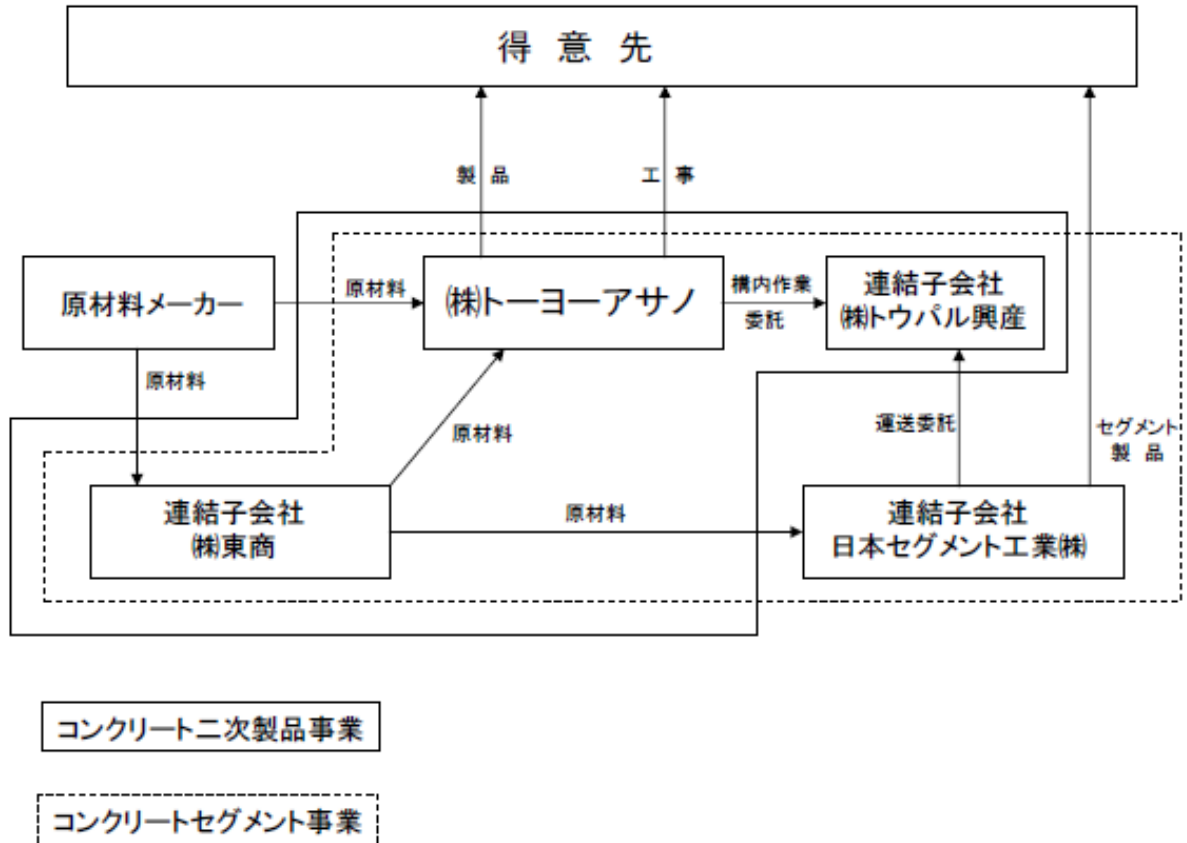 得 意 先
製 品
工 事
原材料メーカー
原材料
㈱トーヨーアサノ
構内作業
委託
連結子会社
㈱トウパル興産
原材料
原材料
運送委託
セグメント
製 品
連結子会社
㈱東商
原材料
連結子会社
日本セグメント工業㈱
コンクリート二次製品事業
コンクリートセグメント事業